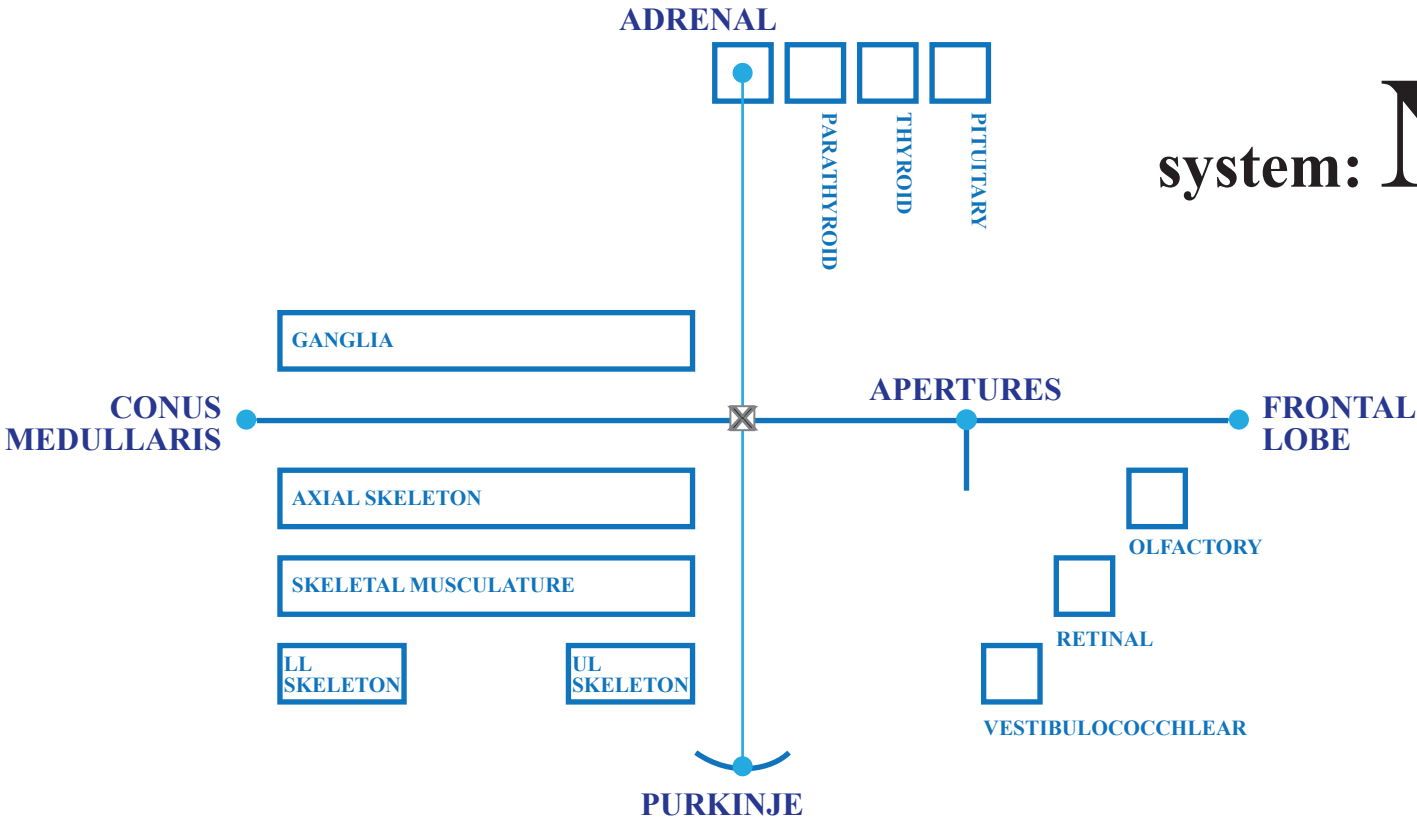 ADRENAL
PARATHYROID
THYROID
PITUITARY
system:
GANGLIA
CONUS
MEDULLARIS
APERTURES
FRONTAL
LOBE
AXIAL SKELETON
OLFACTORY
SKELETAL MUSCULATURE
RETINAL
LL
SKELETON
UL
SKELETON
VESTIBULOCOCCHLEAR
PURKINJE